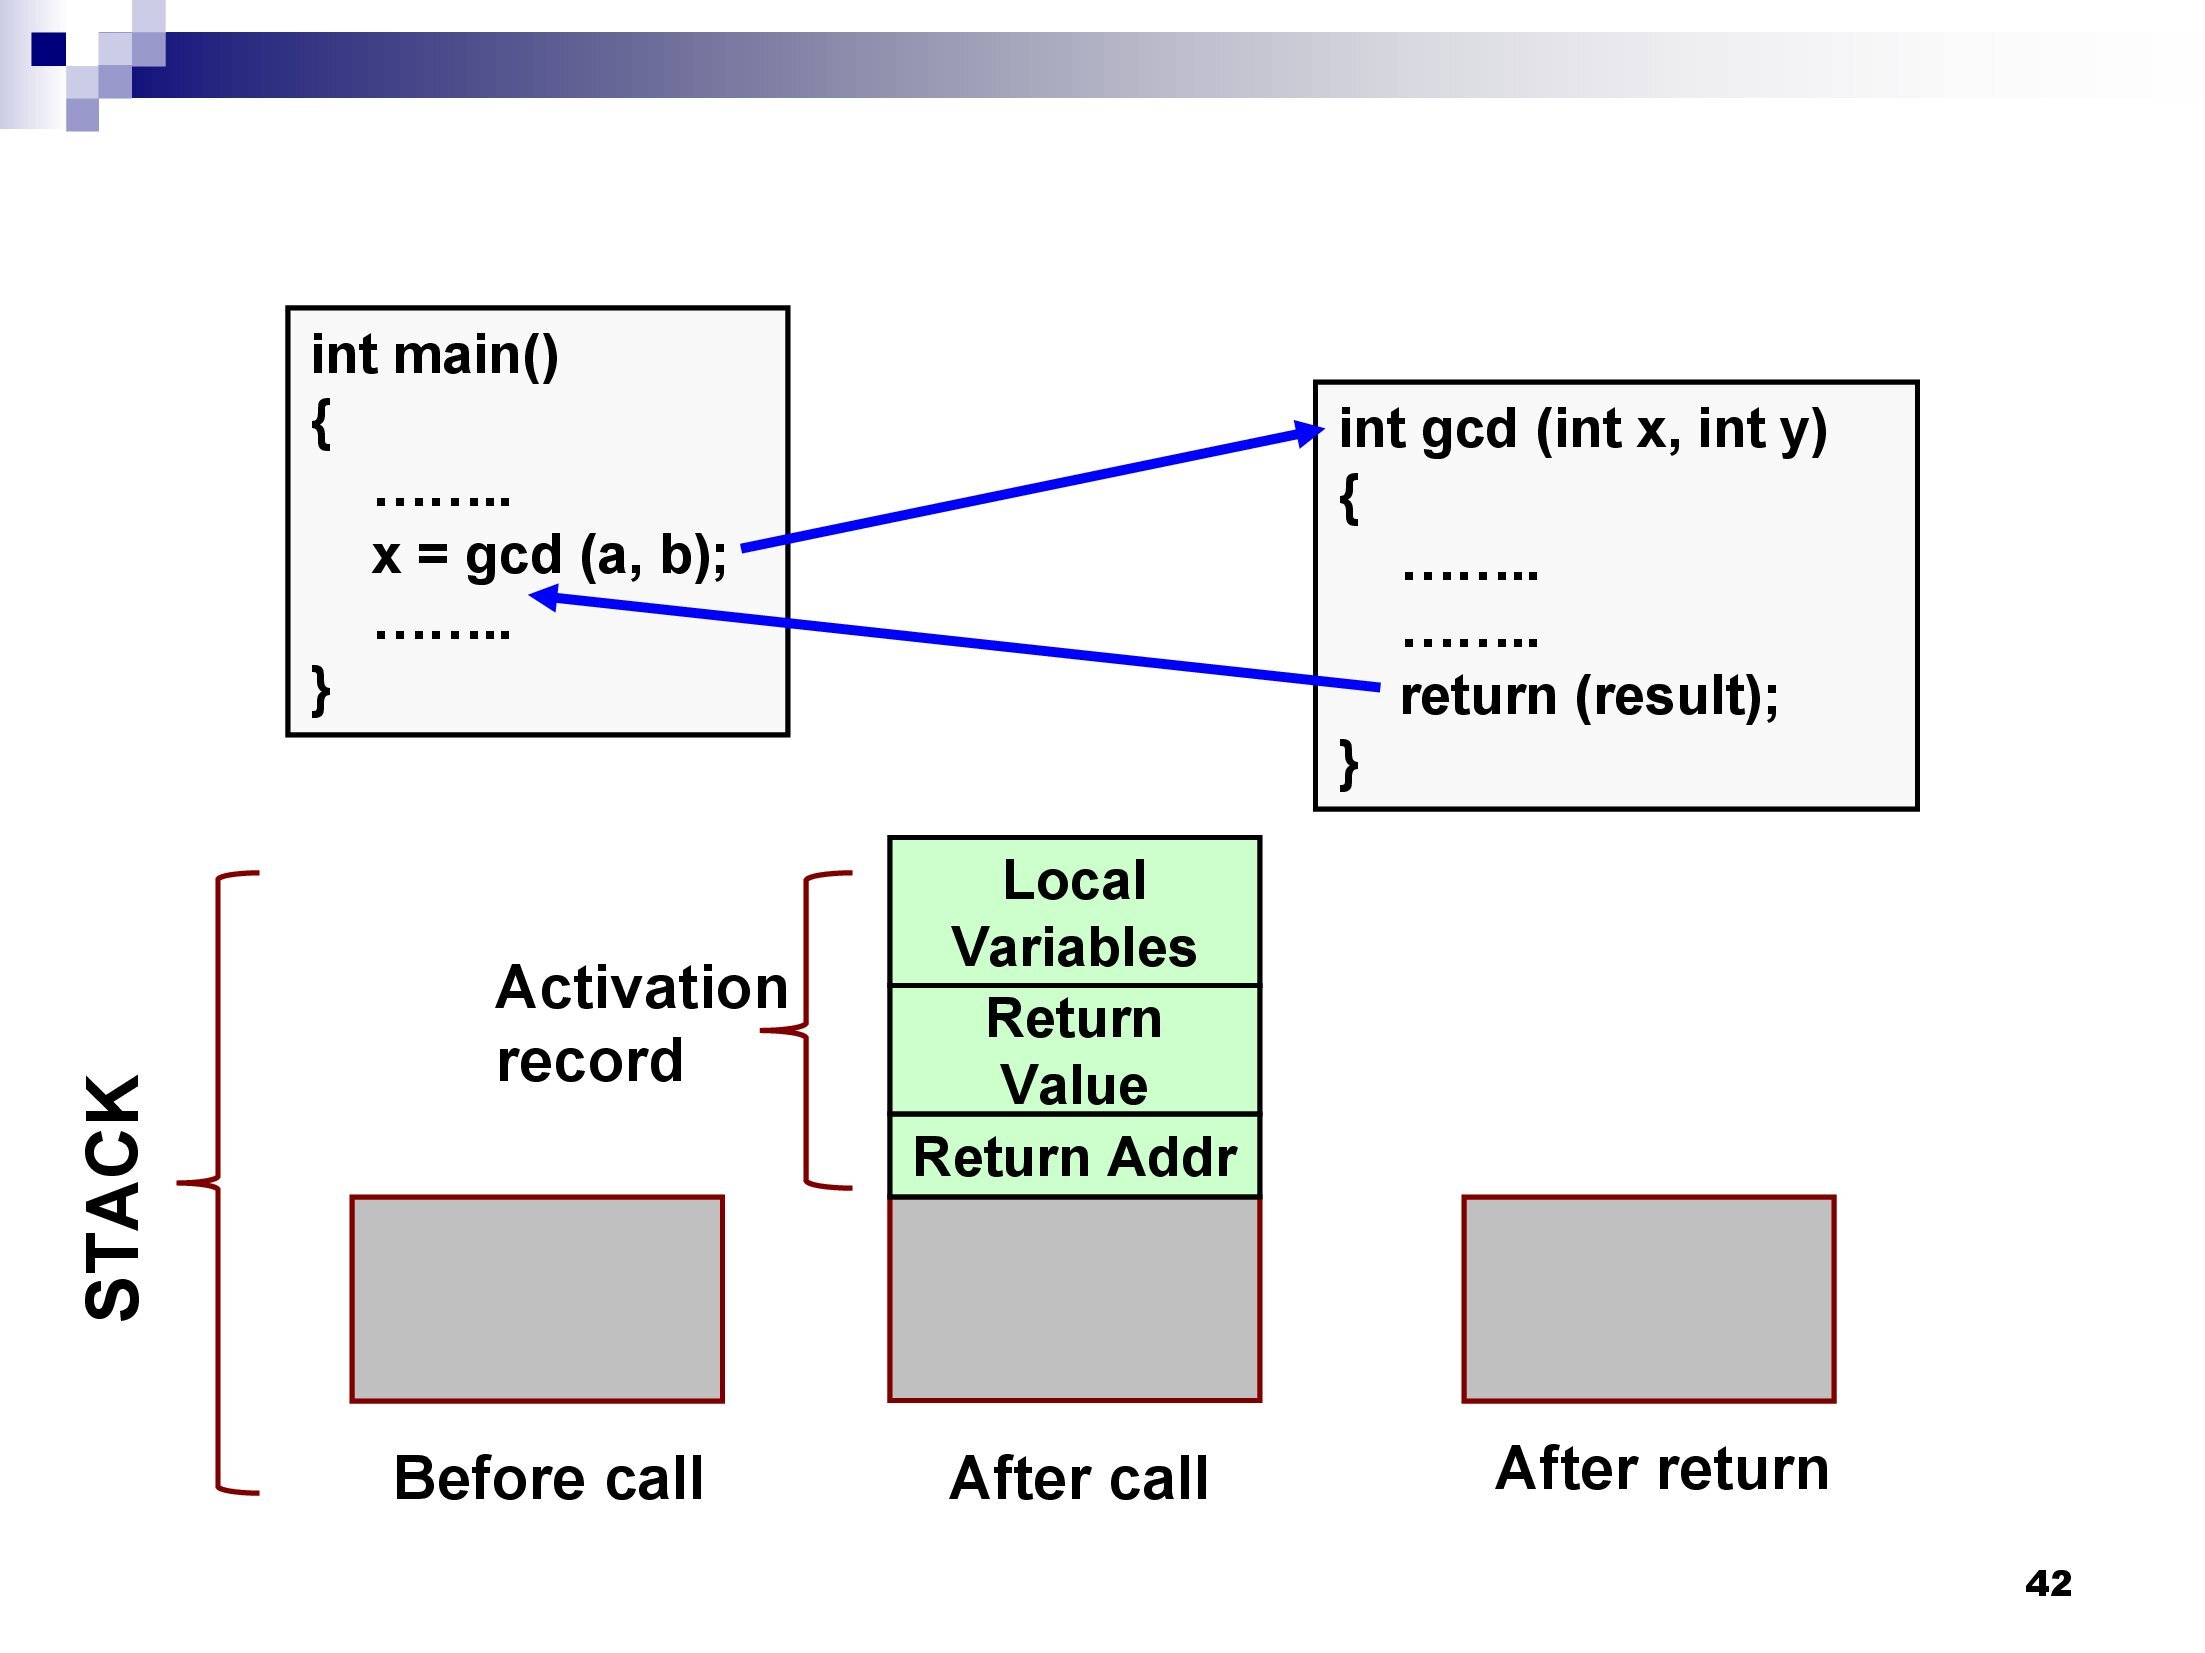 int main()
{
……..
x = gcd (a, b);
……..
}
int gcd (int x, int y)
{
……..
……..
return (result);
}
STACK
Activation
record
Local
Variables
Return
Value
Return Addr
Before call
After call
After return
42